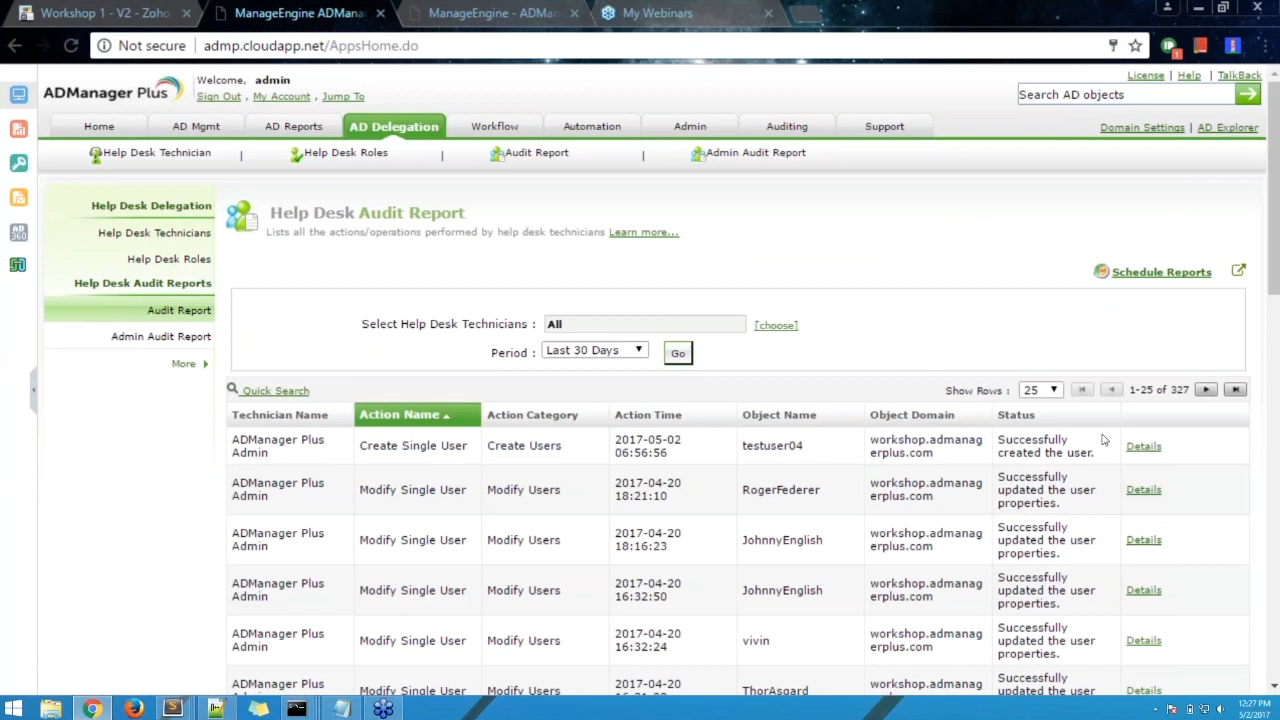 Workshop 1 - V2 - Zoho
ManageEngine ADMana
ManageEngine - ADMan
My Webinars
Not secure
admp.cloudapp.net/AppsHome.do
ADManager Plus
Welcome, admin
Sign Out , My Account , Jump To
License | Help | TalkBack
Search AD objects
Home
AD Mgmt
AD Reports
AD Delegation
Workflow
Automation
Admin
Auditing
Support
Domain Settings | AD Explorer
Help Desk Technician | Help Desk Roles | Audit Report | Admin Audit Report
Help Desk Delegation
Help Desk Technicians
Help Desk Roles
Help Desk Audit Reports
Audit Report
Admin Audit Report
More
Help Desk Audit Report
Lists all the actions/operations performed by help desk technicians Learn more...
Schedule Reports
Select Help Desk Technicians : All [choose]
Period : Last 30 Days Go
Quick Search
Show Rows : 25 1-25 of 327
Technician Name Action Name Action Category Action Time Object Name Object Domain Status
ADManager Plus Admin Create Single User Create Users 2017-05-02 06:56:56 testuser04 workshop.admanagerplus.com Successfully created the user. Details
ADManager Plus Admin Modify Single User Modify Users 2017-04-20 18:21:10 RogerFederer workshop.admanagerplus.com Successfully updated the user properties. Details
ADManager Plus Admin Modify Single User Modify Users 2017-04-20 18:16:23 JohnnyEnglish workshop.admanagerplus.com Successfully updated the user properties. Details
ADManager Plus Admin Modify Single User Modify Users 2017-04-20 16:32:50 JohnnyEnglish workshop.admanagerplus.com Successfully updated the user properties. Details
ADManager Plus Admin Modify Single User Modify Users 2017-04-20 16:32:24 vivin workshop.admanagerplus.com Successfully updated the user properties. Details
ADManager Plus Modify Single User Modify Users 2017-04-20 ThorAsgard workshop.admanag Successfully updated the user Details
12:27 PM
5/2/2017